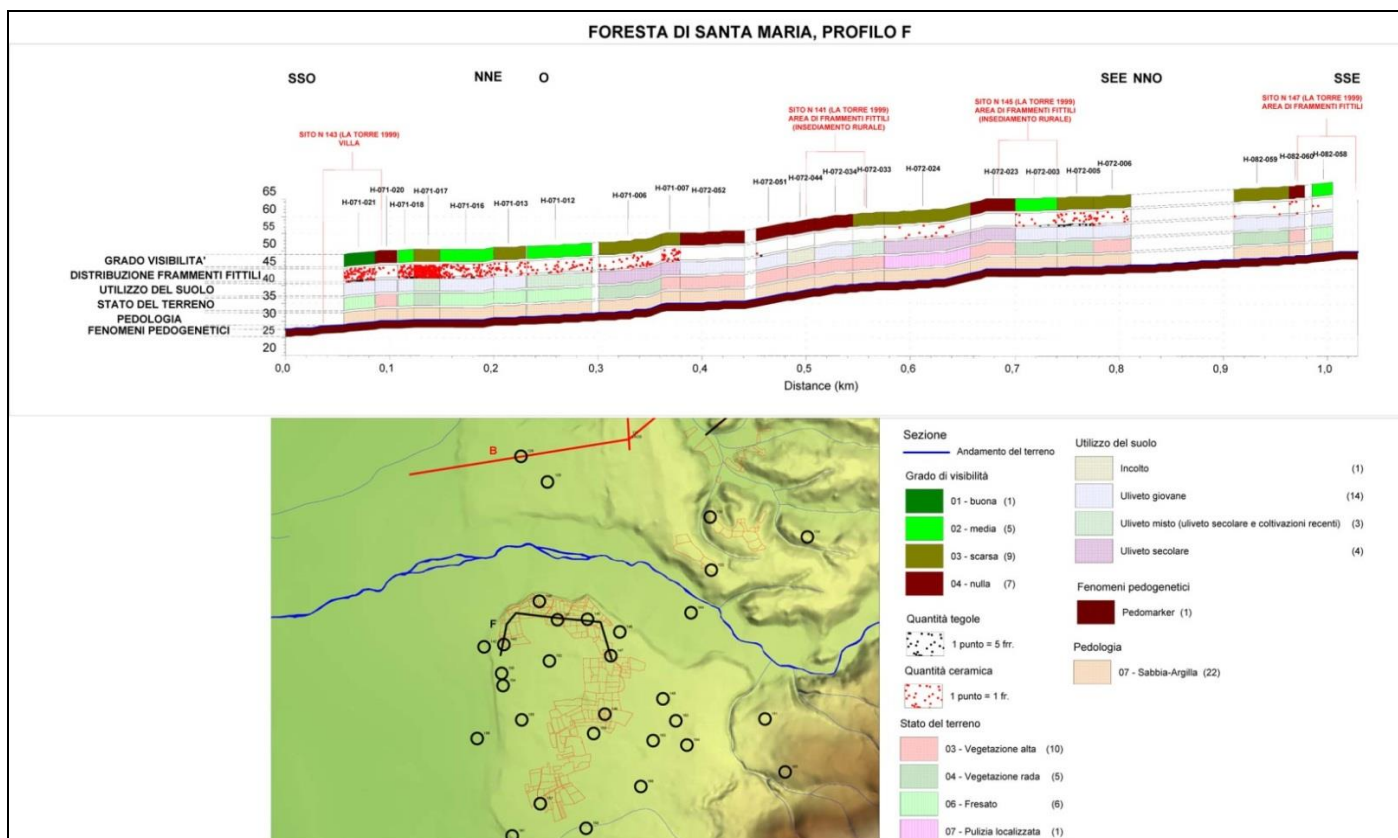 FORESTA DI SANTA MARIA, PROFILO F
SSO NNE O SEE NNO SSE
SITO N 143 (LA TORRE 1999)
VILLA
SITO N 141 (LA TORRE 1999)
AREA DI FRAMMENTI FITTILI
(INSEDIAMENTO RURALE)
SITO N 145 (LA TORRE 1999)
AREA DI FRAMMENTI FITTILI
(INSEDIAMENTO RURALE)
SITO N 147 (LA TORRE 1999)
AREA DI FRAMMENTI FITTILI
H-071-021
H-071-020
H-071-018
H-071-017
H-071-016
H-071-013
H-071-012
H-071-006
H-071-007
H-072-052
H-072-051
H-072-044
H-072-034
H-072-033
H-072-024
H-072-023
H-072-003
H-072-005
H-072-006
H-082-059
H-082-060
H-082-058
65
60
55
50
45
40
35
30
25
20
GRADO VISIBILITA'
DISTRIBUZIONE FRAMMENTI FITTILI
UTILIZZO DEL SUOLO
STATO DEL TERRENO
PEDOLOGIA
FENOMENI PEDOGENETICI
0,0 0,1 0,2 0,3 0,4 0,5 0,6 0,7 0,8 0,9 1,0
Distance (km)
B
F
Sezione
Andamento del terreno
Grado di visibilità
01 - buona (1)
02 - media (5)
03 - scarsa (9)
04 - nulla (7)
Quantità tegole
1 punto = 5 frr.
Quantità ceramica
1 punto = 1 fr.
Stato del terreno
03 - Vegetazione alta (10)
04 - Vegetazione rada (5)
06 - Fresato (6)
07 - Pulizia localizzata (1)
Utilizzo del suolo
Incolto (1)
Uliveto giovane (14)
Uliveto misto (uliveto secolare e coltivazioni recenti) (3)
Uliveto secolare (4)
Fenomeni pedogenetici
Pedomarker (1)
Pedologia
07 - Sabbia-Argilla (22)